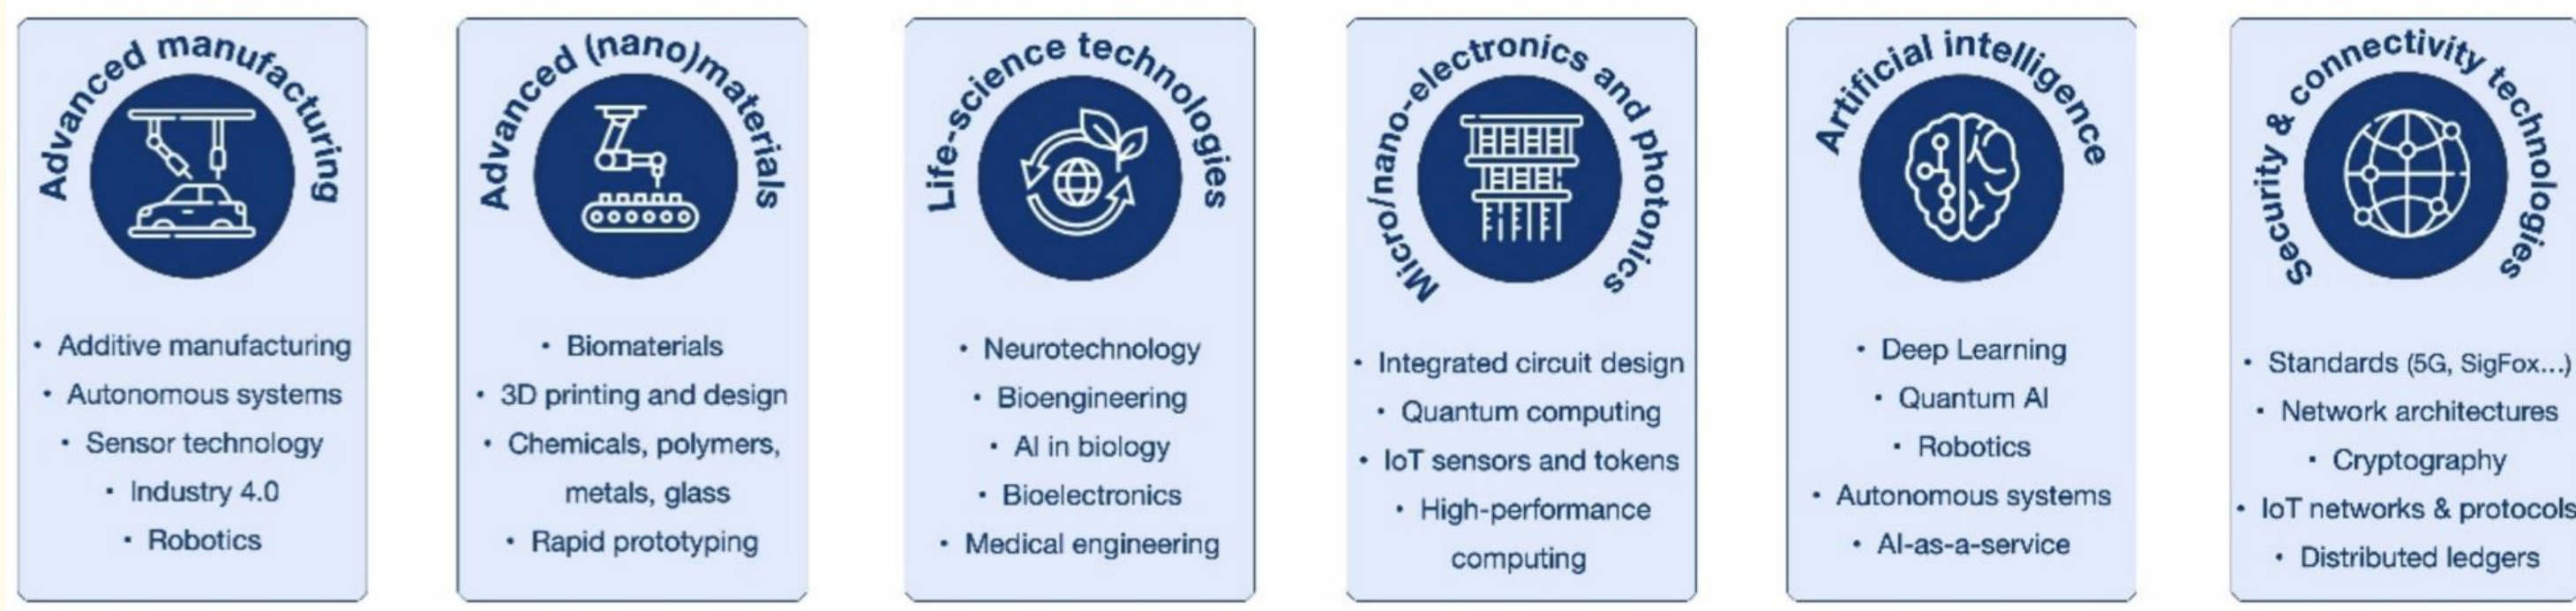 Advanced manufacturing
• Additive manufacturing
• Autonomous systems
• Sensor technology
• Industry 4.0
• Robotics
Advanced (nano)materials
• Biomaterials
• 3D printing and design
• Chemicals, polymers,
metals, glass
• Rapid prototyping
Life-science technologies
• Neurotechnology
• Bioengineering
• AI in biology
• Bioelectronics
• Medical engineering
Micro/nano-electronics and photonics
• Integrated circuit design
• Quantum computing
• IoT sensors and tokens
• High-performance
computing
Artificial intelligence
• Deep Learning
• Quantum AI
• Robotics
• Autonomous systems
• AI-as-a-service
Security & connectivity technologies
• Standards (5G, SigFox...)
• Network architectures
• Cryptography
• IoT networks & protocols
• Distributed ledgers